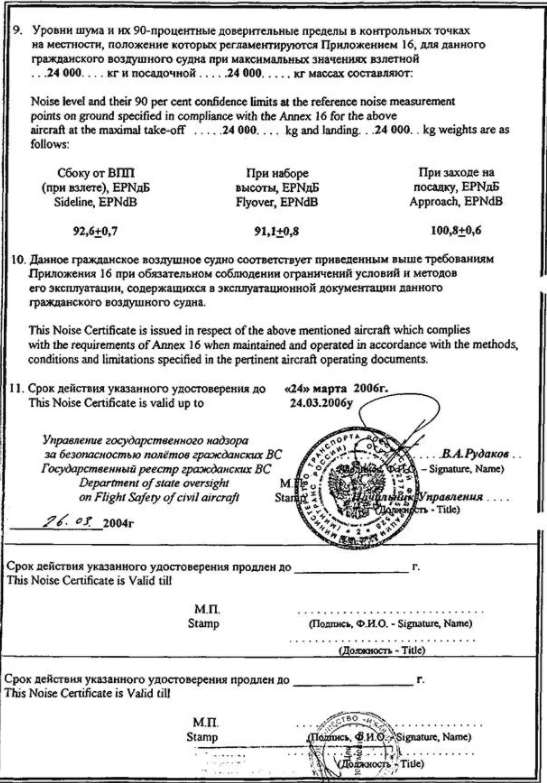 9. Уровни шума и их 90-процентные доверительные пределы в контрольных точках
на местности, положение которых регламентируются Приложением 16, для данного
гражданского воздушного судна при максимальных значениях взлетной
. . .24 000. . . . кг и посадочной . . . . .24 000. . . . . кг массах составляют:
Noise level and their 90 per cent confidence limits at the reference noise measurement
points on ground specified in compliance with the Annex 16 for the above
aircraft at the maximal take-off . . . . .24 000. . . . kg and landing. . .24 000. . kg weights are as
follows:
Сбоку от ВПП При наборе При заходе на
(при взлете), EPNдБ высоты, EPNдБ посадку, EPNдБ
Sideline, EPNdB Flyover, EPNdB Approach, EPNdB
92,6±0,7 91,1±0,8 100,8±0,6
10. Данное гражданское воздушное судно соответствует приведенным выше требованиям
Приложения 16 при обязательном соблюдении ограничений условий и методов
его эксплуатации, содержащихся в эксплуатационной документации данного
гражданского воздушного судна.
This Noise Certificate is issued in respect of the above mentioned aircraft which complies
with the requirements of Annex 16 when maintained and operated in accordance with the methods,
conditions and limitations specified in the pertinent aircraft operating documents.
11. Срок действия указанного удостоверения до «24» марта 2006г.
This Noise Certificate is valid up to 24.03.2006y
Управление государственного надзора
за безопасностью полётов гражданских ВС . . .В.А.Рудаков . .
Государственный реестр гражданских ВС Ф.И.О. – Signature, Name)
Department of state oversight М.
on Flight Safety of civil aircraft Начальник Управления . . . .
(Должность - Title)
26.03. 2004г
Срок действия указанного удостоверения продлен до ____________ г.
This Noise Certificate is Valid till
М.П. . . . . . . . . . . . . . . . . . . . . . . . .
Stamp (Подпись, Ф.И.О. - Signature, Name)
. . . . . . . . . . . . . . . . . . . . . . . . .
(Должность - Title)
Срок действия указанного удостоверения продлен до ____________ г.
This Noise Certificate is Valid till
М.П.
Stamp (Подпись, Ф.И.О. - Signature, Name)
(Должность - Title)